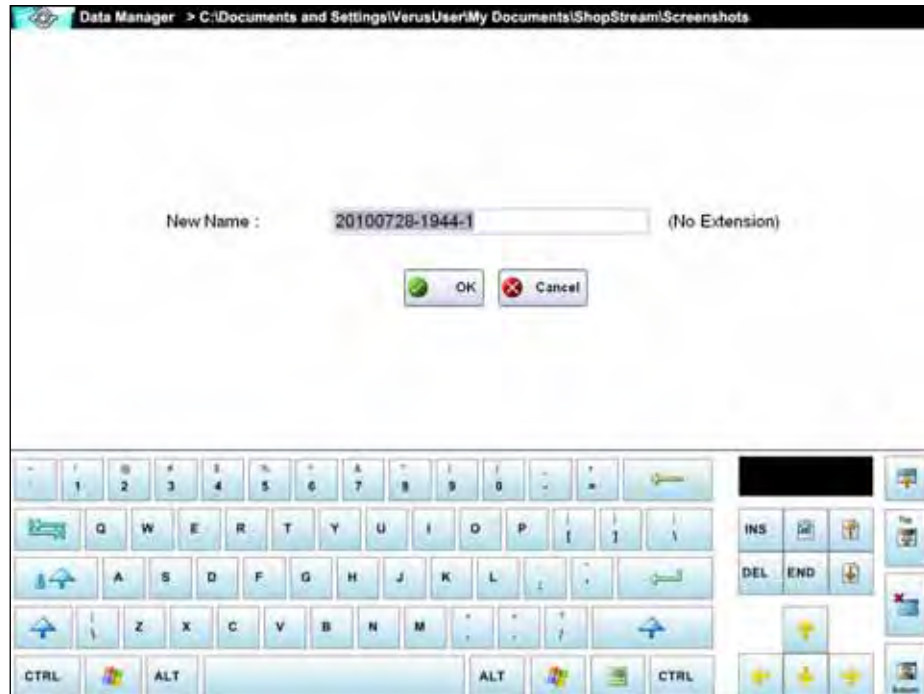 Data Manager > C:\Documents and Settings\VerusUser\My Documents\ShopStream\Screenshots
New Name : 20100728-1944-1 (No Extension)
OK Cancel
1 2 3 4 5 6 7 8 9 0 - =
Q W E R T Y U I O P [ ] \
INS
A S D F G H J K L ;
DEL END
\ Z X C V B N M , . /
CTRL ALT ALT CTRL